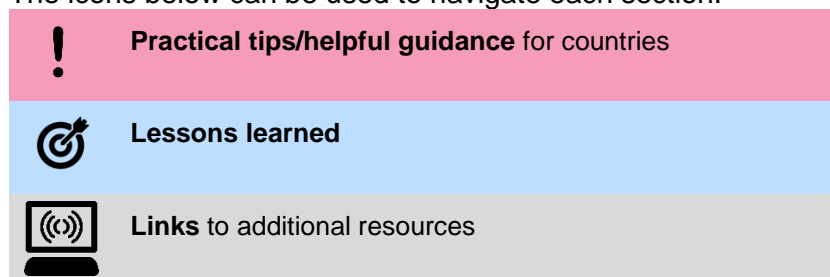 The icons below can be used to navigate each section.
Practical tips/helpful guidance for countries
Lessons learned
Links to additional resources